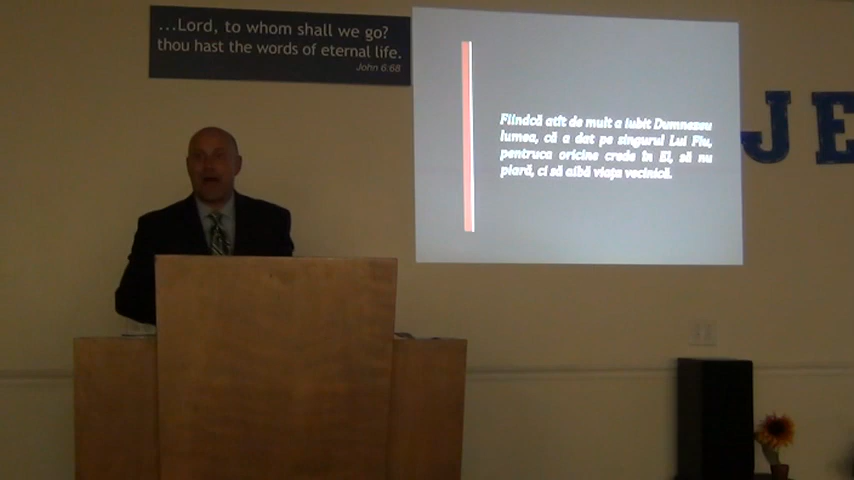 ...Lord, to whom shall we go?
thou hast the words of eternal life.
John 6:68
Fiindcă atît de mult a iubit Dumnezeu
lumea, că a dat pe singurul Lui Fiu,
pentruca oricine crede în El, să nu
piară, ci să aibă viața vecinică.
JE